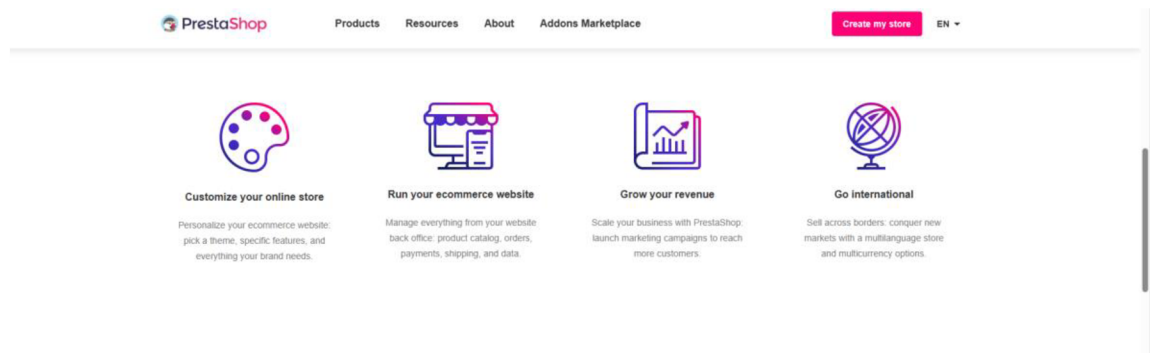 PrestaShop Products Resources About Addons Marketplace Create my store EN
Customize your online store
Personalize your ecommerce website:
pick a theme, specific features, and
everything your brand needs.
Run your ecommerce website
Manage everything from your website
back office: product catalog, orders,
payments, shipping, and data.
Grow your revenue
Scale your business with PrestaShop:
launch marketing campaigns to reach
more customers.
Go international
Sell across borders: conquer new
markets with a multilanguage store
and multicurrency options.